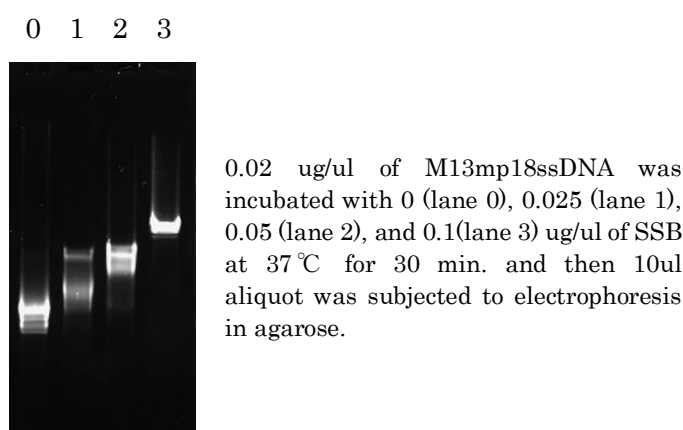 0 1 2 3
0.02 ug/ul of M13mp18ssDNA was
incubated with 0 (lane 0), 0.025 (lane 1),
0.05 (lane 2), and 0.1(lane 3) ug/ul of SSB
at 37℃ for 30 min. and then 10ul
aliquot was subjected to electrophoresis
in agarose.